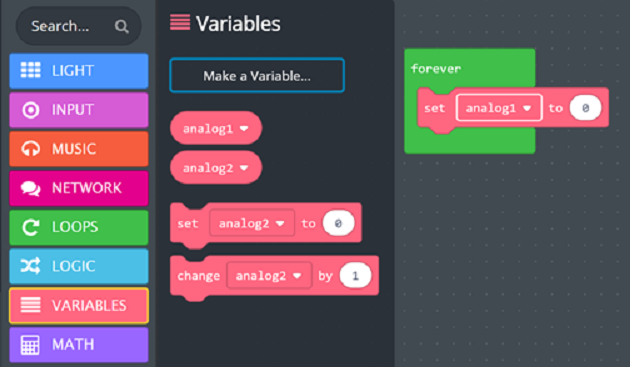 Search...
LIGHT
INPUT
MUSIC
NETWORK
LOOPS
LOGIC
VARIABLES
MATH
Variables
Make a Variable...
analog1
analog2
set analog2 to 0
change analog2 by 1
forever
set analog1 to 0